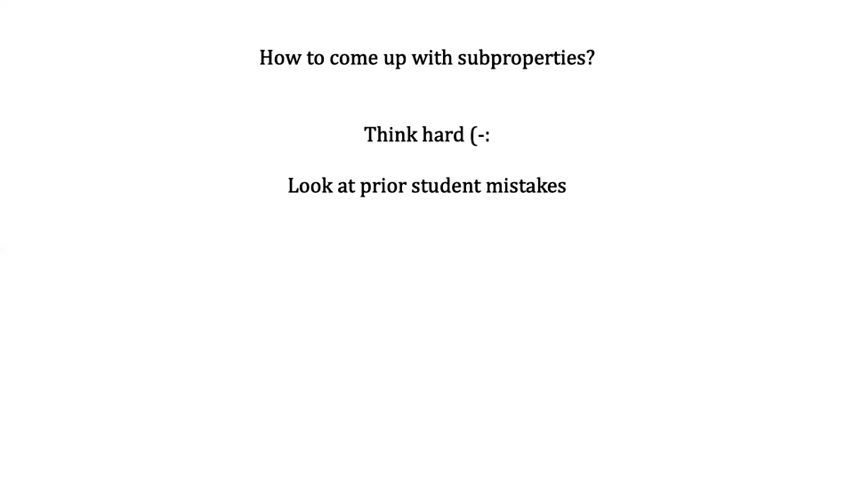 How to come up with subproperties?
Think hard (-:
Look at prior student mistakes